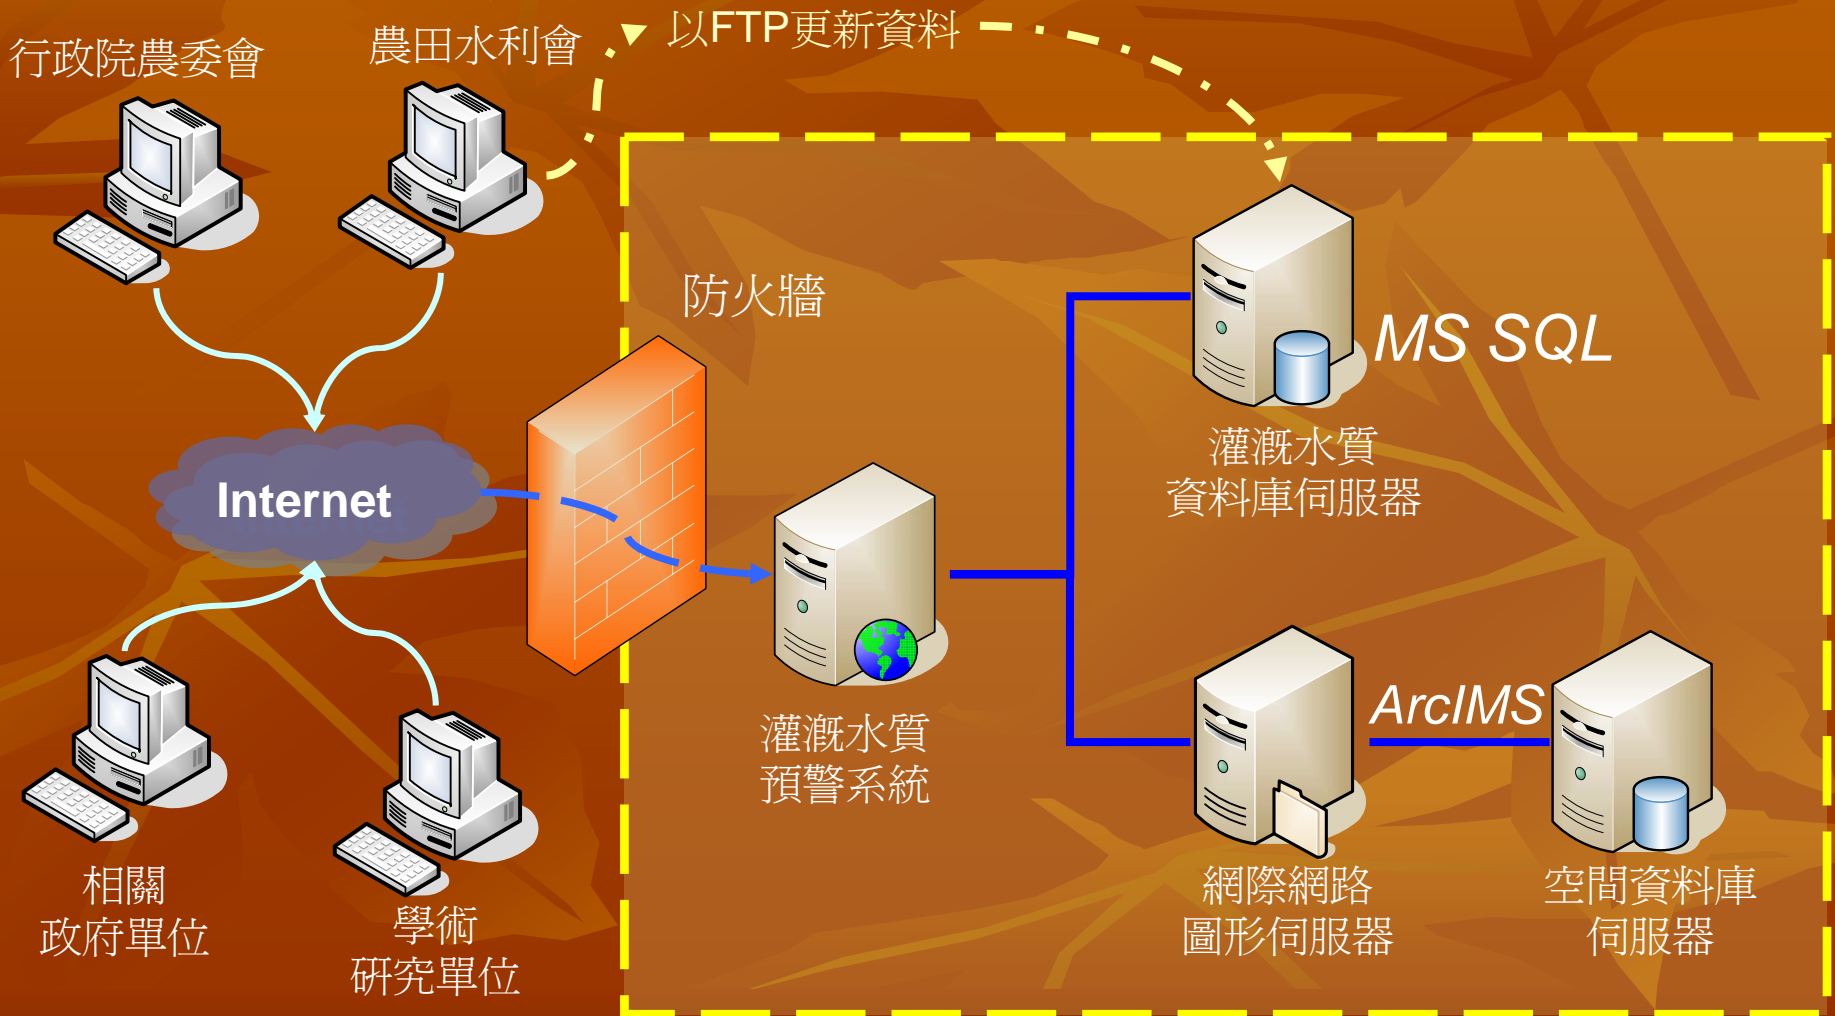 行政院農委會
農田水利會
以FTP更新資料
防火牆
MS SQL
灌溉水質
資料庫伺服器
Internet
灌溉水質
預警系統
ArcIMS
相關
政府單位
學術
研究單位
網際網路
圖形伺服器
空間資料庫
伺服器